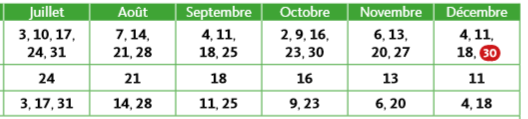 Juillet Août Septembre Octobre Novembre Décembre
3, 10, 17, 7, 14, 4, 11, 2, 9, 16, 6, 13, 4, 11,
24, 31 21, 28 18, 25 23, 30 20, 27 18, 30
24 21 18 16 13 11
3, 17, 31 14, 28 11, 25 9, 23 6, 20 4, 18